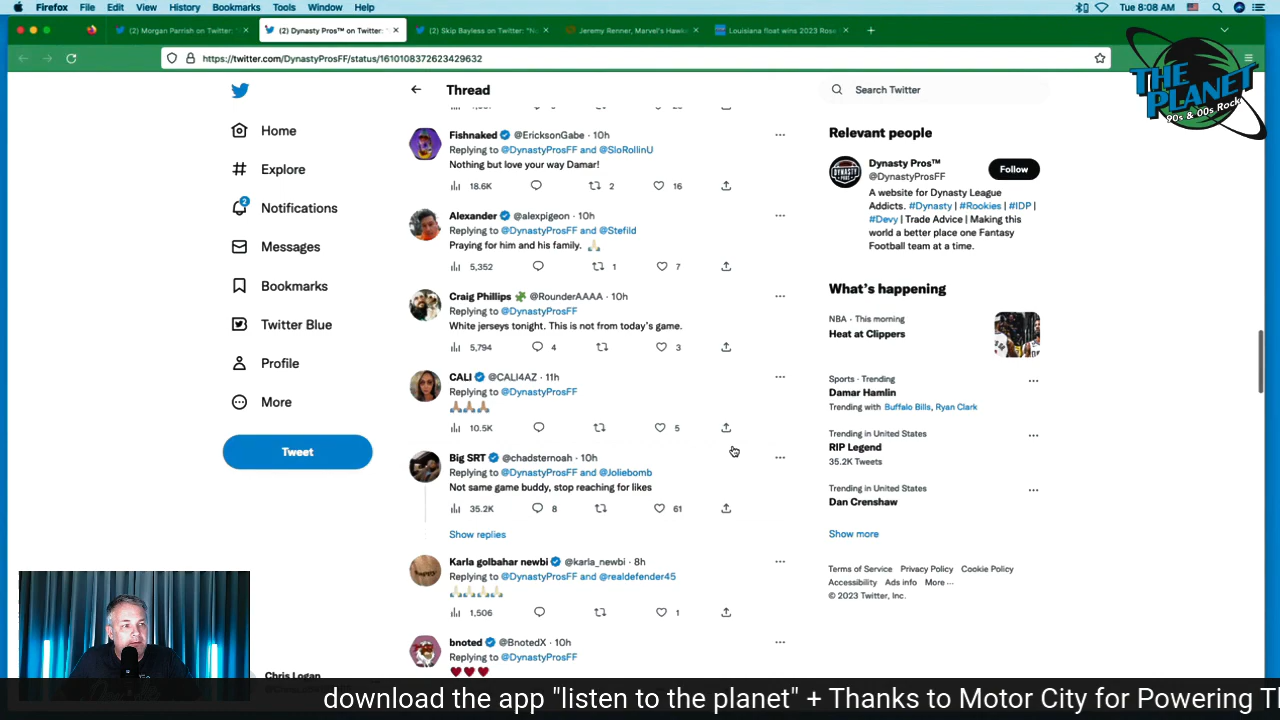 Firefox File Edit View History Bookmarks Tools Window Help Tue 8:08 AM
(2) Morgan Parrish on Twitter: × (2) Dynasty Pros™ on Twitter: × (2) Skip Bayless on Twitter: "N × Jeremy Renner, Marvel's Hawk × Louisiana float wins 2023 Rose × +
https://twitter.com/DynastyProsFF/status/1610108372623429632
THE PLANET
90s & 00s Rock
Home
Explore
2
Notifications
Messages
Bookmarks
Twitter Blue
Profile
More
Tweet
Chris Logan
Thread
Fishnaked @EricksonGabe · 10h
Replying to @DynastyProsFF and @SloRollinU
Nothing but love your way Damar!
18.6K 2 16
Alexander @alexpigeon · 10h
Replying to @DynastyProsFF and @Stefild
Praying for him and his family. 🙏🏻
5,352 1 7
Craig Phillips @RounderAAAA · 10h
Replying to @DynastyProsFF
White jerseys tonight. This is not from today's game.
5,794 4 3
CALI @CALI4AZ · 11h
Replying to @DynastyProsFF
🙏🏽🙏🏽🙏🏽
10.5K 5
Big SRT @chadsternoah · 10h
Replying to @DynastyProsFF and @Joliebomb
Not same game buddy, stop reaching for likes
35.2K 8 61
Show replies
Karla golbahar newbi @karla_newbi · 8h
Replying to @DynastyProsFF and @realdefender45
🙏🏻🙏🏻🙏🏻🙏🏻
1,506 1
bnoted @BnotedX · 10h
Replying to @DynastyProsFF
♥♥♥
Search Twitter
Relevant people
Dynasty Pros™
@DynastyProsFF
Follow
A website for Dynasty League
Addicts. #Dynasty | #Rookies | #IDP |
#Devy | Trade Advice | Making this
world a better place one Fantasy
Football team at a time.
What's happening
NBA · This morning
Heat at Clippers
Sports · Trending
Damar Hamlin
Trending with Buffalo Bills, Ryan Clark
Trending in United States
RIP Legend
35.2K Tweets
Trending in United States
Dan Crenshaw
Show more
Terms of Service Privacy Policy Cookie Policy
Accessibility Ads info More ···
© 2023 Twitter, Inc.
download the app "listen to the planet" + Thanks to Motor City for Powering T